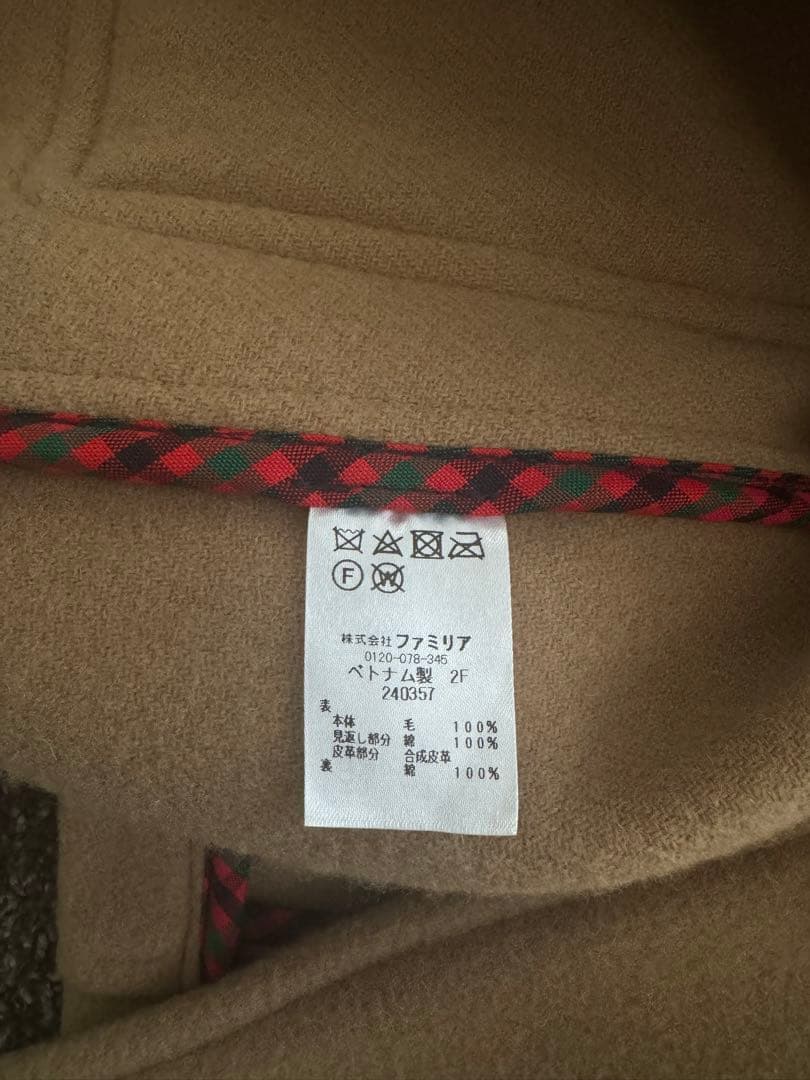 F W
株式会社ファミリア
0120-078-345
ベトナム製 2F
240357
表
本体 毛 100%
見返し部分 綿 100%
皮革部分 合成皮革
裏 綿 100%